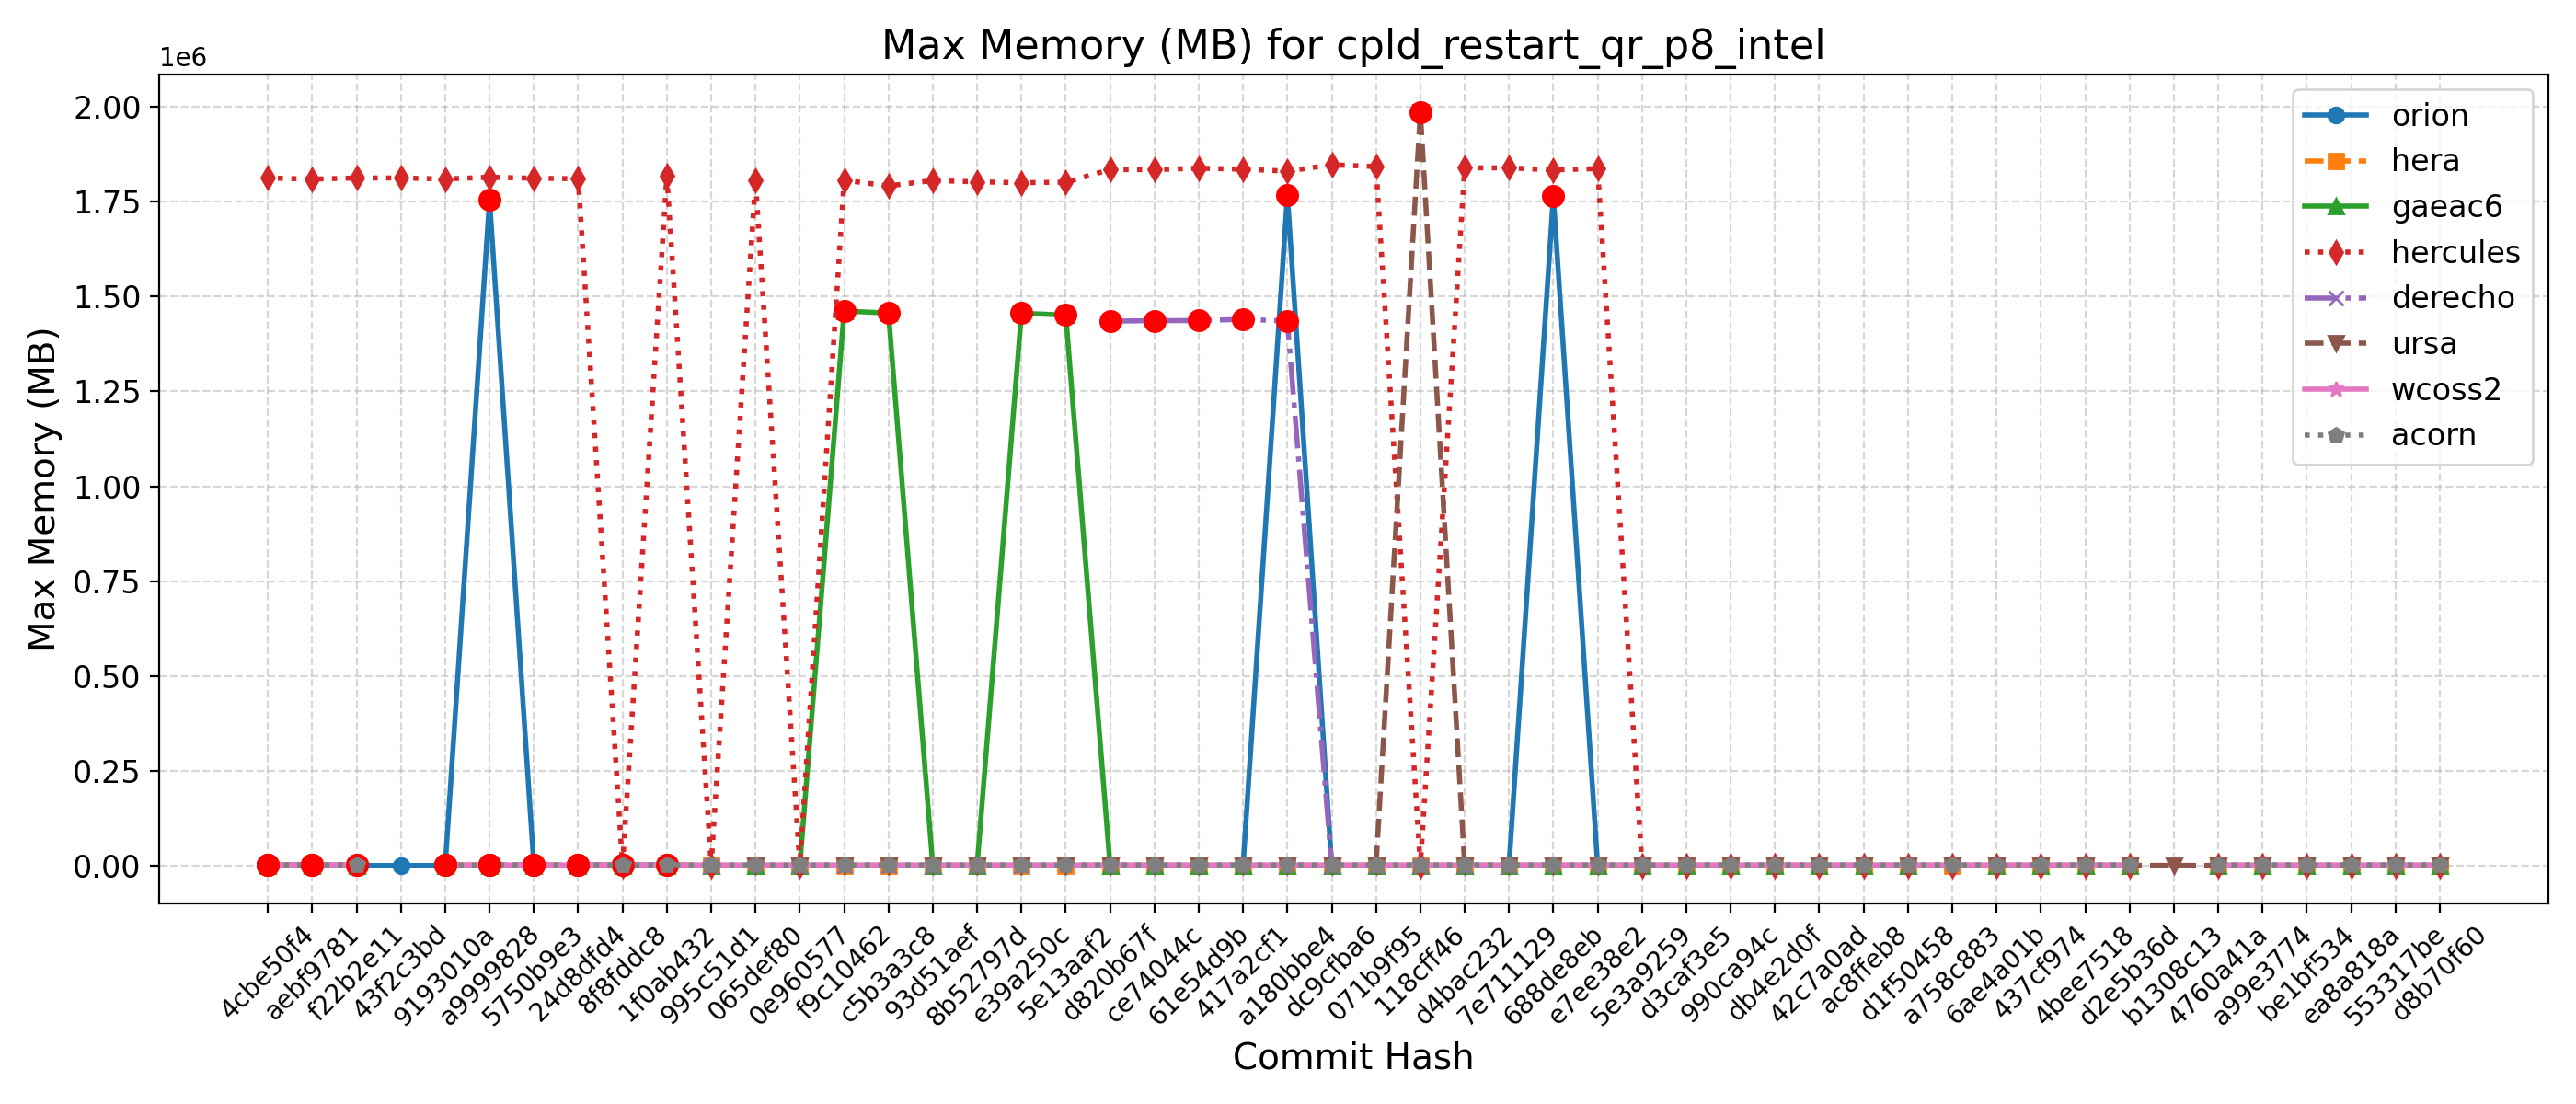 Max Memory (MB) for cpld_restart_qr_p8_intel
1e6
2.00
1.75
1.50
1.25
1.00
0.75
0.50
0.25
0.00
Max Memory (MB)
orion
hera
gaeac6
hercules
derecho
ursa
wcoss2
acorn
4cbe50f4
aebf9781
f22b2e11
43f2c3bd
9193010a
a9999828
5750b9e3
24d8dfd4
8f8fddc8
1f0ab432
995c51d1
065def80
0e960577
f9c10462
c5b3a3c8
93d51aef
8b52797d
e39a250c
5e13aaf2
d820b67f
ce74044c
61e54d9b
417a2cf1
a180bbe4
dc9cfba6
071b9f95
118cff46
d4bac232
7e711129
688de8eb
e7ee38e2
5e3a9259
d3caf3e5
990ca94c
db4e2d0f
42c7a0ad
ac8ffeb8
d1f50458
a758c883
6ae4a01b
437cf974
4bee7518
d2e5b36d
b1308c13
4760a41a
a99e3774
be1bf534
ea8a818a
553317be
d8b70f60
Commit Hash